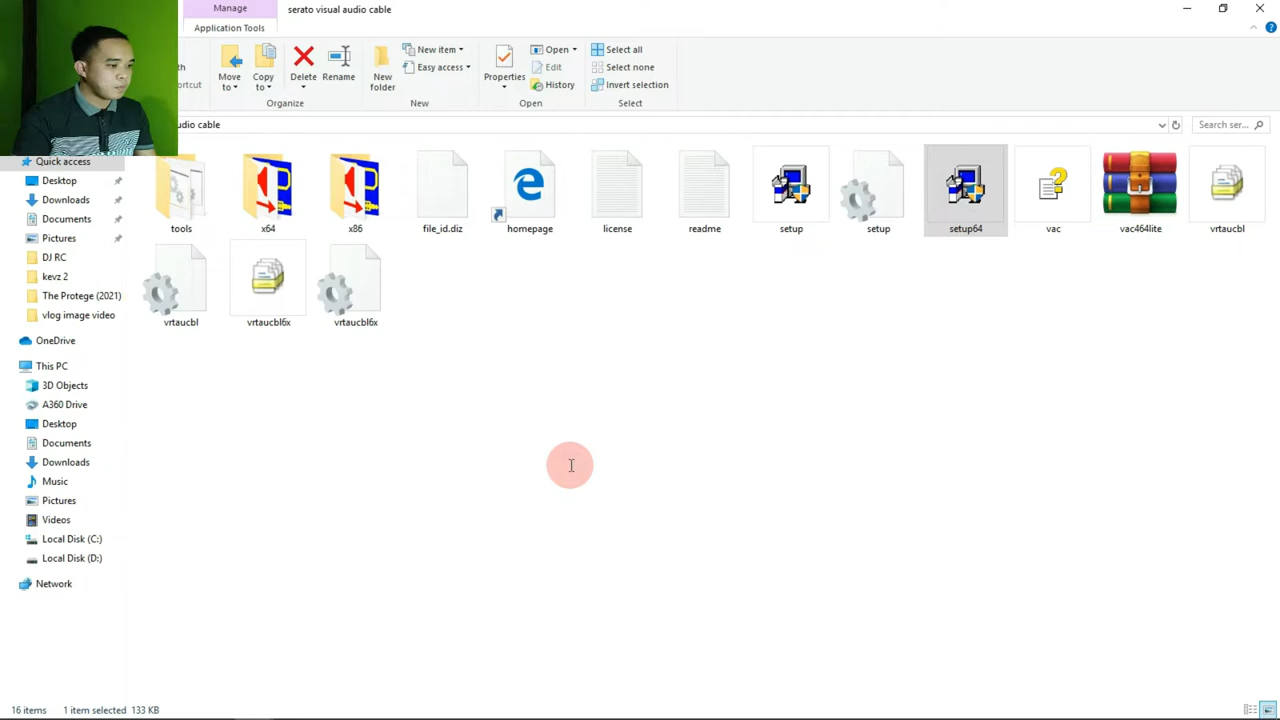 Manage
serato visual audio cable
Application Tools
Move
to
Copy
to
Delete
Rename
New
folder
New item
Easy access
Properties
Open
Edit
History
Select all
Select none
Invert selection
Organize
New
Open
Select
audio cable
Search ser...
Quick access
Desktop
Downloads
Documents
Pictures
DJ RC
kevz 2
The Protege (2021)
vlog image video
OneDrive
This PC
3D Objects
A360 Drive
Desktop
Documents
Downloads
Music
Pictures
Videos
Local Disk (C:)
Local Disk (D:)
Network
tools
x64
x86
file_id.diz
homepage
license
readme
setup
setup
setup64
vac
vac464lite
vrtaucbl
vrtaucbl
vrtaucbl6x
vrtaucbl6x
16 items 1 item selected 133 KB